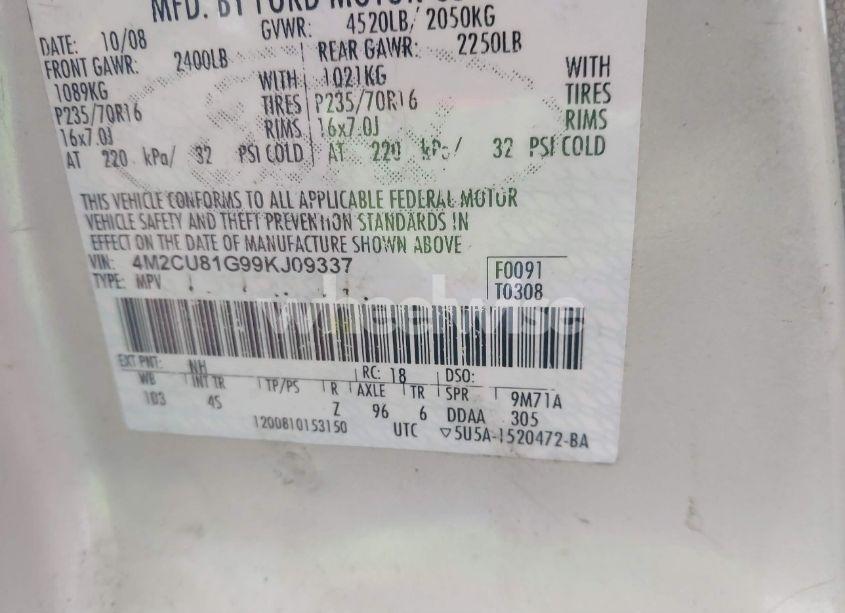 MFD. BY FORD MOTOR CO
DATE: 10/08 GVWR: 4520LB/ 2050KG
FRONT GAWR: 2400LB REAR GAWR: 2250LB
1089KG WITH 1021KG WITH
P235/70R16 TIRES P235/70R16 TIRES
16x7.0J RIMS 16x7.0J RIMS
AT 220 kPa/ 32 PSI COLD AT 220 kPa/ 32 PSI COLD
THIS VEHICLE CONFORMS TO ALL APPLICABLE FEDERAL MOTOR
VEHICLE SAFETY AND THEFT PREVENTION STANDARDS IN
EFFECT ON THE DATE OF MANUFACTURE SHOWN ABOVE
VIN: 4M2CU81G99KJ09337 F0091
TYPE: MPV T0308
wheelwise
EXT PNT: NH RC: 18 DSO:
WB INT TR TP/PS R AXLE TR SPR 9M71A
103 45 Z 96 6 DDAA 305
1200810153150 UTC ▽5U5A-1520472-BA